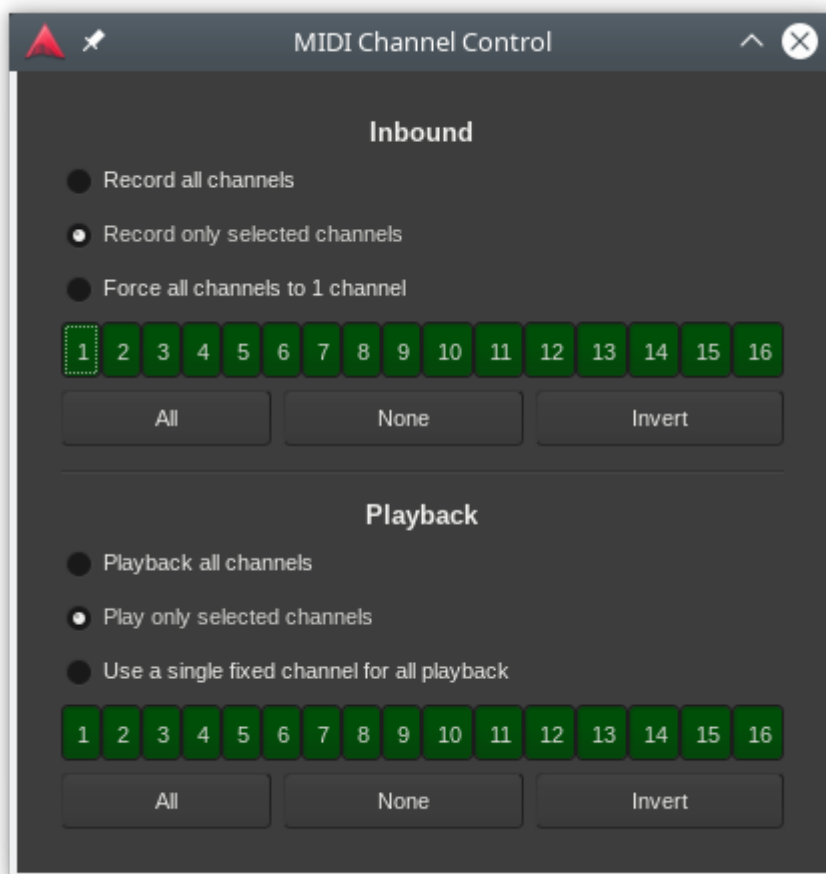 MIDI Channel Control
Inbound
Record all channels
Record only selected channels
Force all channels to 1 channel
1 2 3 4 5 6 7 8 9 10 11 12 13 14 15 16
All None Invert
Playback
Playback all channels
Play only selected channels
Use a single fixed channel for all playback
1 2 3 4 5 6 7 8 9 10 11 12 13 14 15 16
All None Invert